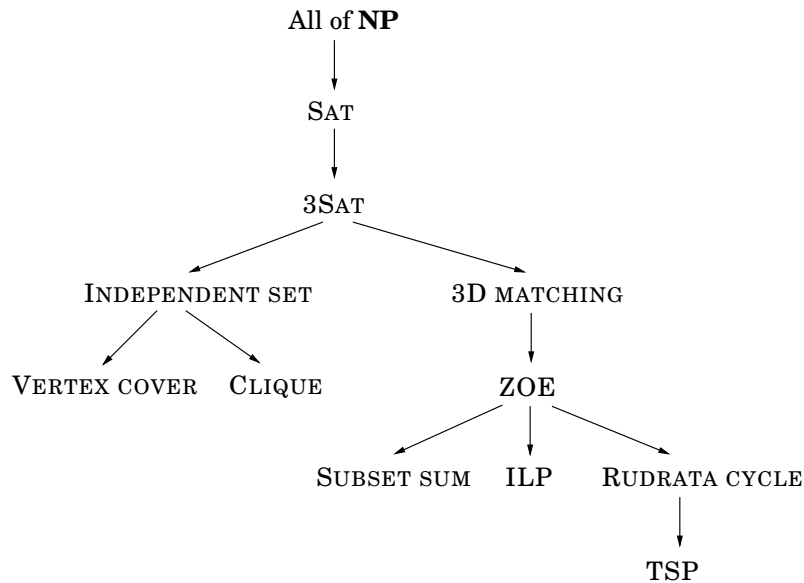 All of NP
SAT
3SAT
INDEPENDENT SET 3D MATCHING
VERTEX COVER CLIQUE ZOE
SUBSET SUM ILP RUDRATA CYCLE
TSP